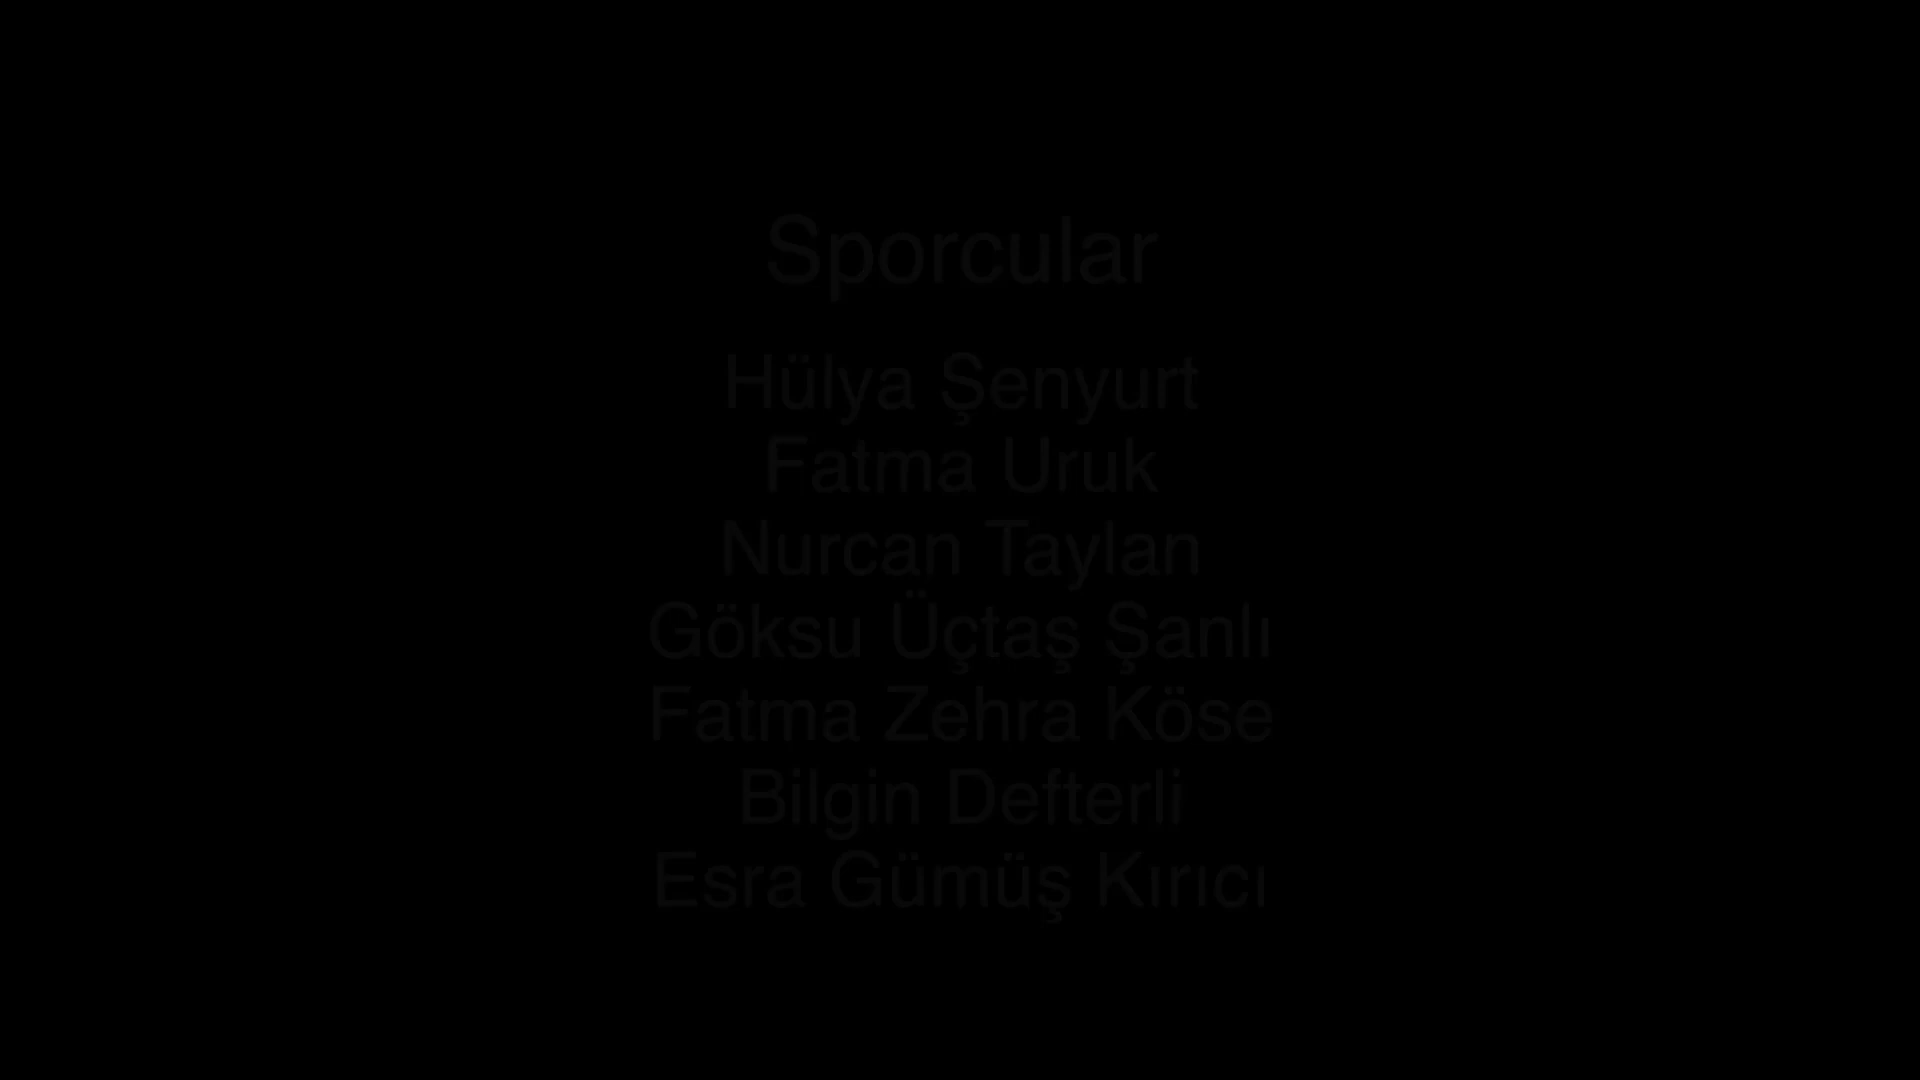 Sporcular
Hülya Şenyurt
Fatma Uruk
Nurcan Taylan
Göksu Üçtaş Şanlı
Fatma Zehra Köse
Bilgin Defterli
Esra Gümüş Kırıcı